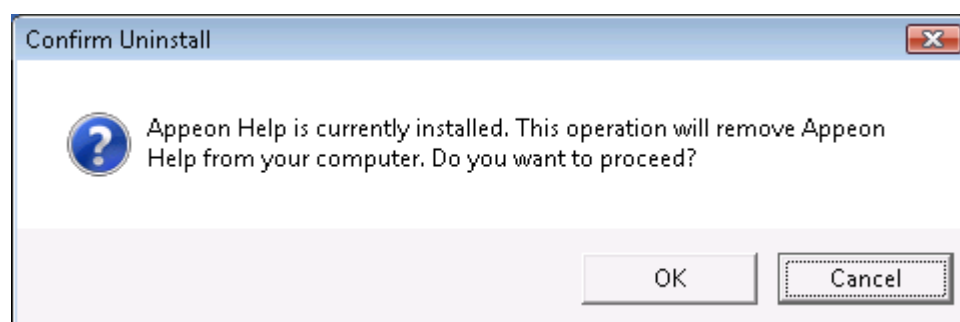 Confirm Uninstall
Appeon Help is currently installed. This operation will remove Appeon
Help from your computer. Do you want to proceed?
OK
Cancel